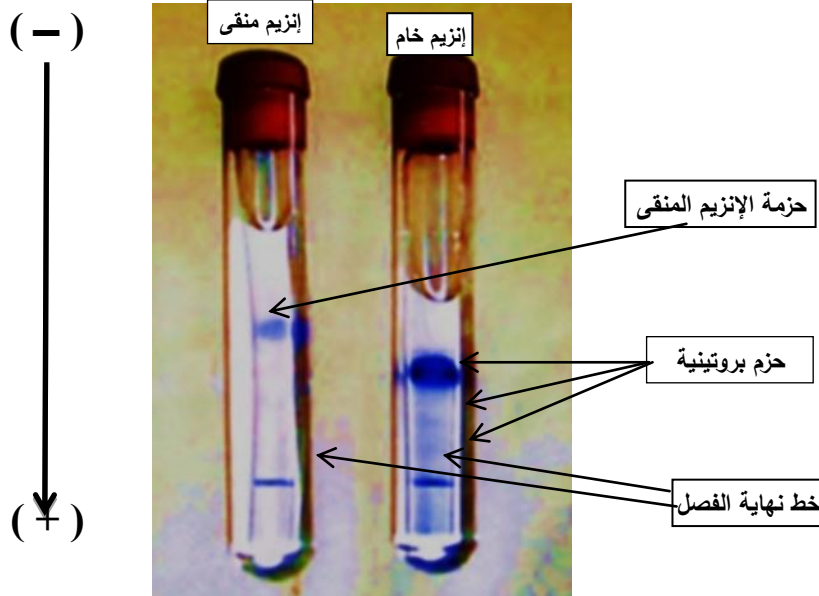 إنزيم منقى
إنزيم خام
( − )
حزمة الإنزيم المنقى
حزم بروتينية
خط نهاية الفصل
( + )